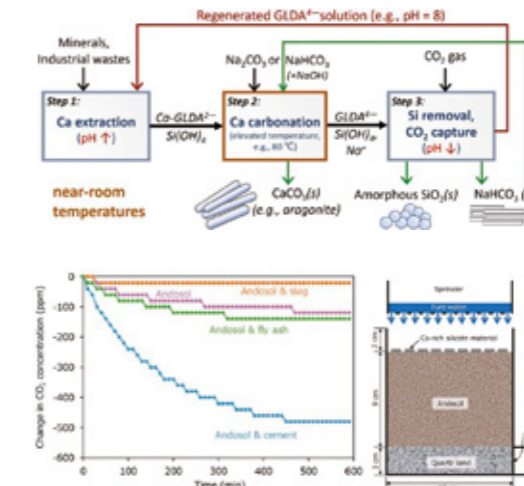 Regenerated GLDA⁴⁻ solution (e.g., pH = 8)
Minerals,
Industrial wastes
Na₂CO₃ or NaHCO₃
(+NaOH)
CO₂ gas
Step 1:
Ca extraction
(pH ↑)
Ca-GLDA²⁻
Si(OH)₄
Step 2:
Ca carbonation
(elevated temperature,
e.g., 80 °C)
GLDA⁴⁻
Si(OH)₄,
Na⁺
Step 3:
Si removal,
CO₂ capture
(pH ↓)
near-room
temperatures
CaCO₃(s)
(e.g., aragonite)
Amorphous SiO₂(s)
NaHCO₃
Change in CO₂ concentration (ppm)
0
-100
-200
-300
-400
-500
-600
Andosol & slag
Andosol
Andosol & fly ash
Andosol & cement
0 100 200 300 400 500 600
Time (min)
Sprinkler
Pure water
Ca-rich silicate material
Andosol
Quartz sand